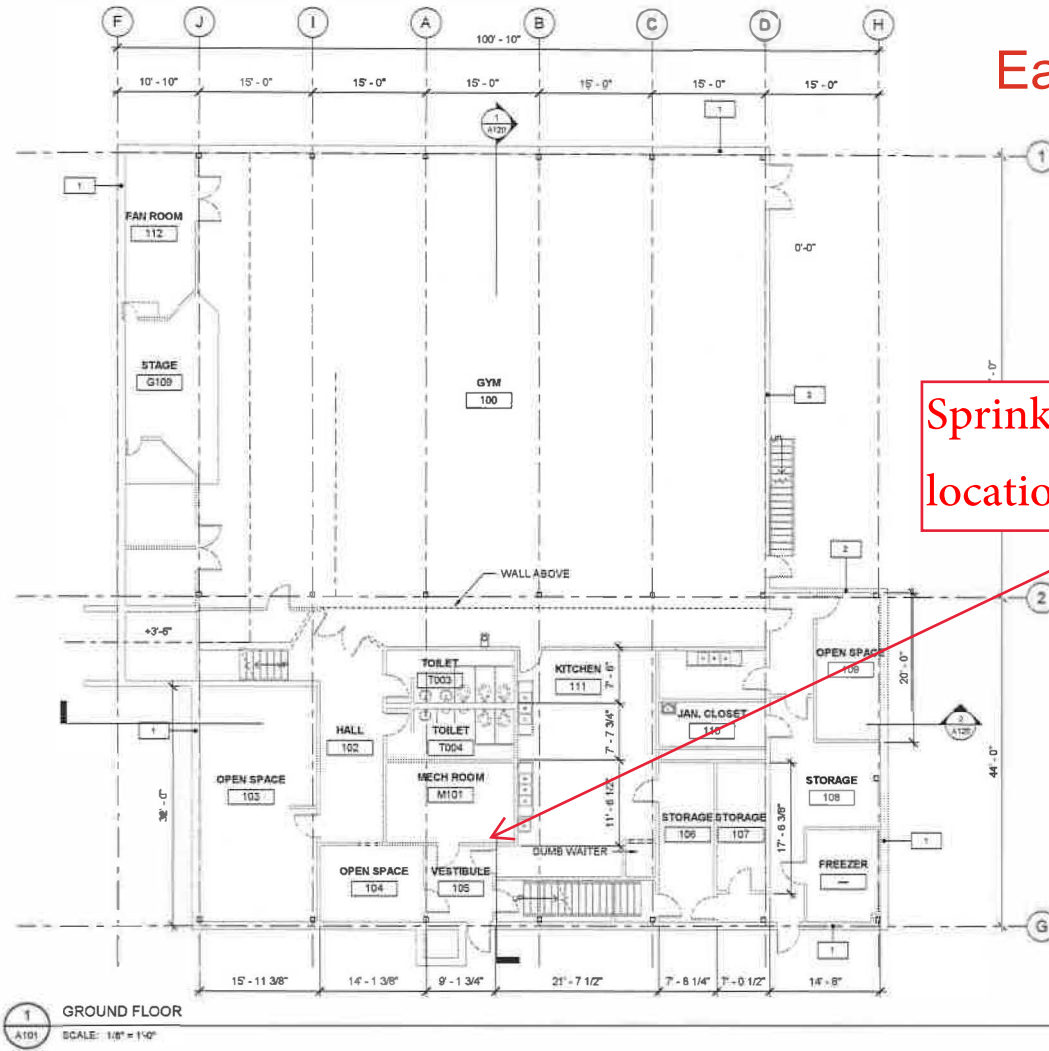 F J I A B C D H
100' - 10"
10' - 10" 15' - 0" 15' - 0" 15' - 0" 15' - 0" 15' - 0" 15' - 0"
Ea
1
A120
1
1
1
FAN ROOM
112
0'-0"
STAGE
G109
GYM
100
3
Sprink
locatio
2
WALL ABOVE
2
+3'-6"
TOILET
T003
KITCHEN
111
7' - 6"
OPEN SPACE
109
20' - 0"
JAN. CLOSET
110
HALL
102
TOILET
T004
7' - 7 3/4"
1
2
A120
44' - 0"
OPEN SPACE
103
MECH ROOM
M101
11' - 6 1/2"
STORAGE
108
STORAGE
106
STORAGE
107
17' - 8 3/8"
1
DUMB WAITER
OPEN SPACE
104
VESTIBULE
105
FREEZER
G
1
15' - 11 3/8" 14' - 1 3/8" 9' - 1 3/4" 21' - 7 1/2" 7' - 8 1/4" 7' - 0 1/2" 14' - 8"
1
A101
GROUND FLOOR
SCALE: 1/8" = 1'-0"